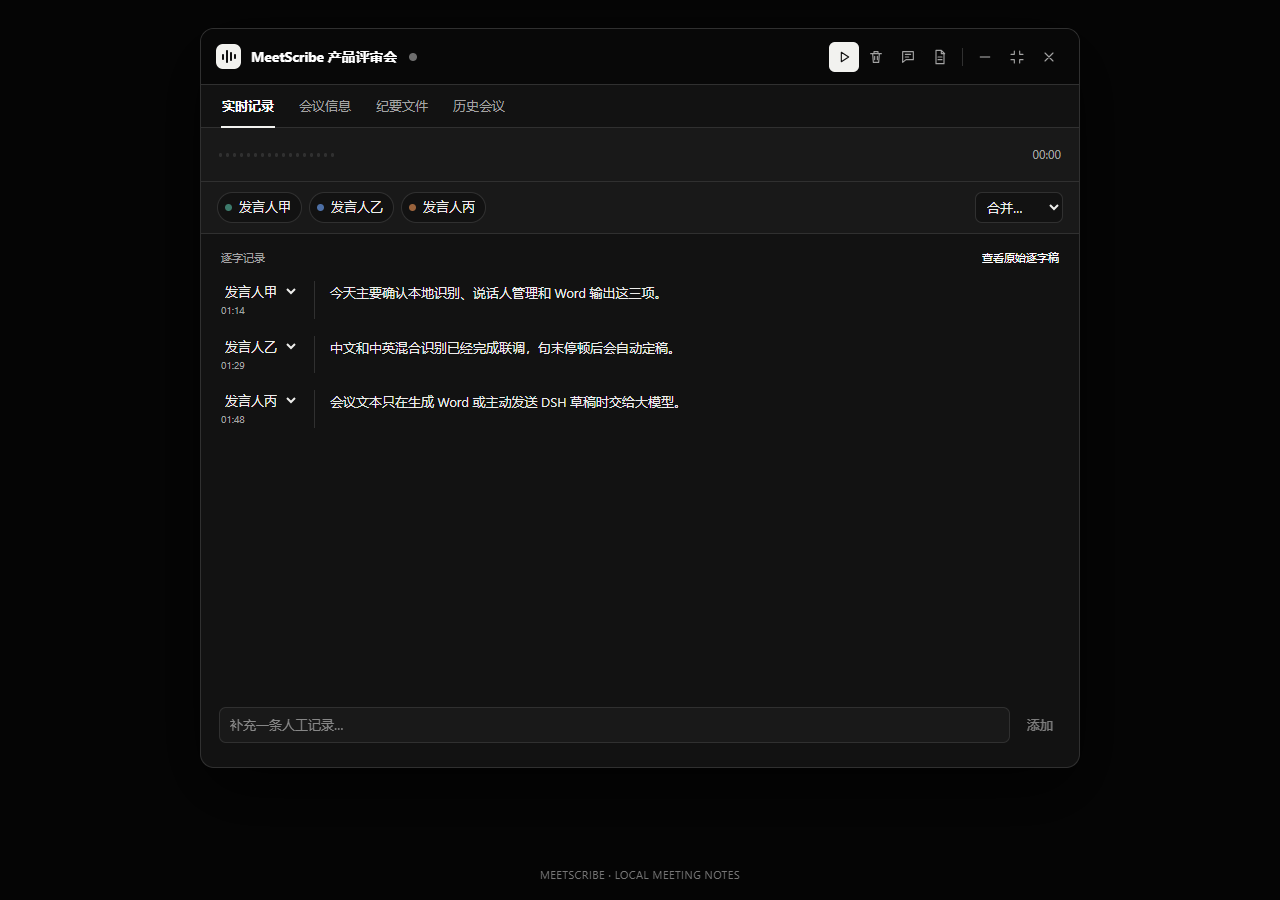 MeetScribe 产品评审会
实时记录 会议信息 纪要文件 历史会议
00:00
发言人甲 发言人乙 发言人丙 合并...
逐字记录 查看原始逐字稿
发言人甲 今天主要确认本地识别、说话人管理和 Word 输出这三项。
01:14
发言人乙 中文和中英混合识别已经完成联调，句末停顿后会自动定稿。
01:29
发言人丙 会议文本只在生成 Word 或主动发送 DSH 草稿时交给大模型。
01:48
补充一条人工记录... 添加
MEETSCRIBE · LOCAL MEETING NOTES